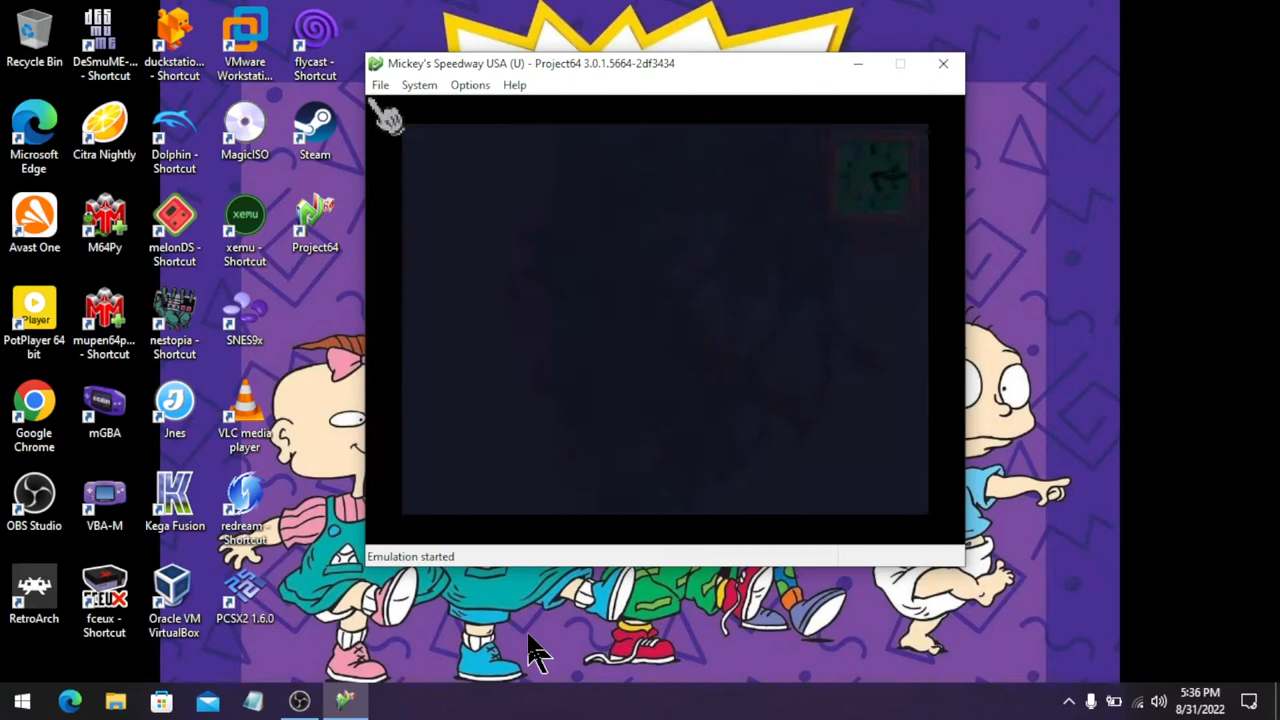 Recycle Bin
DeSmuME-...
- Shortcut
duckstatio...
- Shortcut
VMware
Workstati...
flycast -
Shortcut
Microsoft
Edge
Citra Nightly
Dolphin -
Shortcut
MagicISO
Steam
Avast One
M64Py
melonDS -
Shortcut
xemu
xemu -
Shortcut
Project64
Player
PotPlayer 64
bit
mupen64p...
- Shortcut
nestopia -
Shortcut
SNES9x
Google
Chrome
mGBA
Jnes
VLC media
player
OBS Studio
VBA-M
Kega Fusion
redream -
Shortcut
RetroArch
FCEUX
fceux -
Shortcut
Oracle VM
VirtualBox
PCSX2 1.6.0
Mickey's Speedway USA (U) - Project64 3.0.1.5664-2df3434
File System Options Help
Emulation started
5:36 PM
8/31/2022